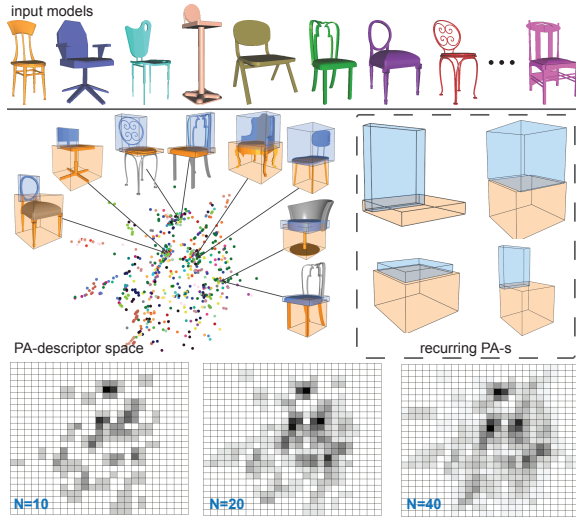 input models
PA-descriptor space
recurring PA-s
N=10
N=20
N=40